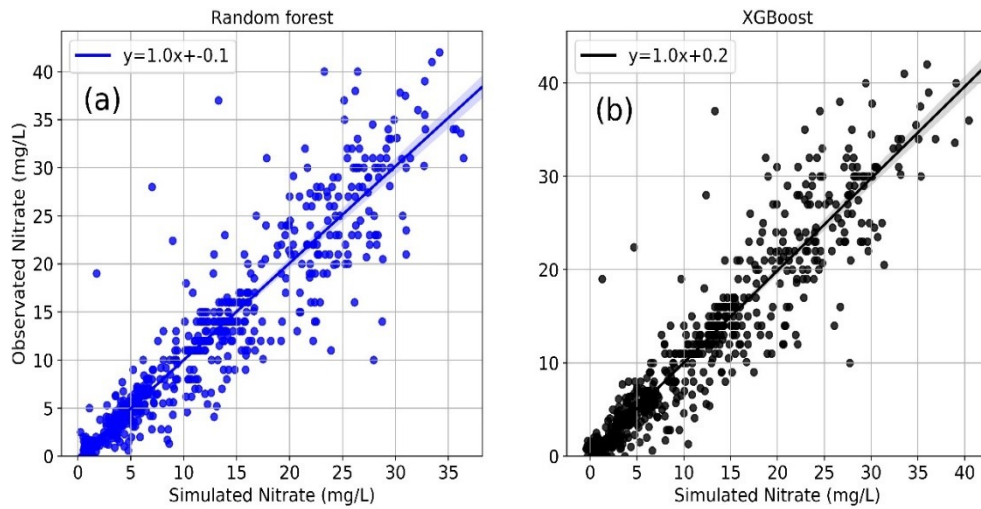 Random forest
y=1.0x+-0.1
(a)
40
35
30
25
20
15
10
5
0
Observated Nitrate (mg/L)
0 5 10 15 20 25 30 35
Simulated Nitrate (mg/L)
XGBoost
y=1.0x+0.2
(b)
40
30
20
10
0
0 5 10 15 20 25 30 35 40
Simulated Nitrate (mg/L)